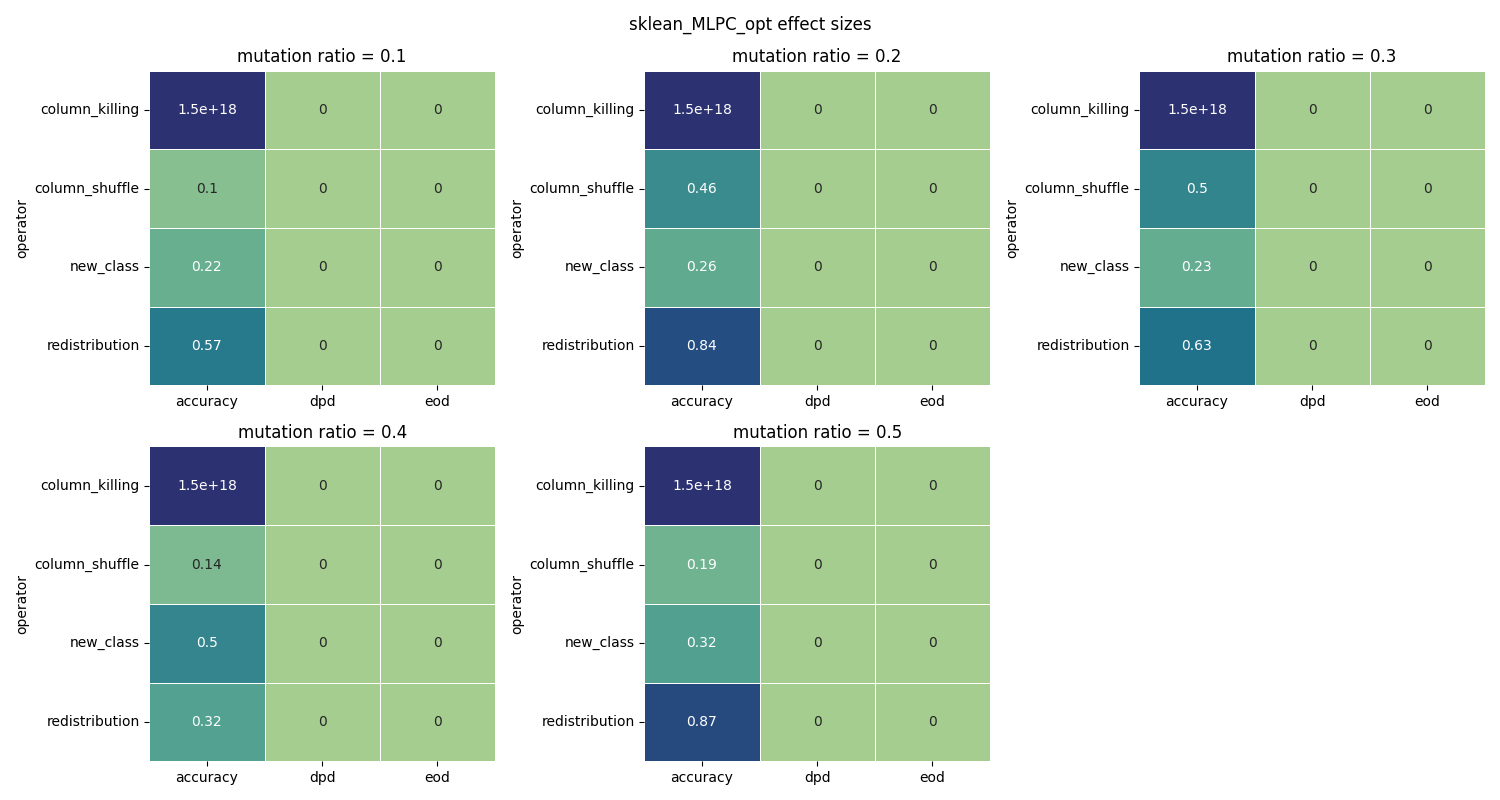 sklean_MLPC_opt effect sizes
mutation ratio = 0.1
operator
column_killing 1.5e+18 0 0
column_shuffle 0.1 0 0
new_class 0.22 0 0
redistribution 0.57 0 0
accuracy dpd eod
mutation ratio = 0.2
operator
column_killing 1.5e+18 0 0
column_shuffle 0.46 0 0
new_class 0.26 0 0
redistribution 0.84 0 0
accuracy dpd eod
mutation ratio = 0.3
operator
column_killing 1.5e+18 0 0
column_shuffle 0.5 0 0
new_class 0.23 0 0
redistribution 0.63 0 0
accuracy dpd eod
mutation ratio = 0.4
operator
column_killing 1.5e+18 0 0
column_shuffle 0.14 0 0
new_class 0.5 0 0
redistribution 0.32 0 0
accuracy dpd eod
mutation ratio = 0.5
operator
column_killing 1.5e+18 0 0
column_shuffle 0.19 0 0
new_class 0.32 0 0
redistribution 0.87 0 0
accuracy dpd eod